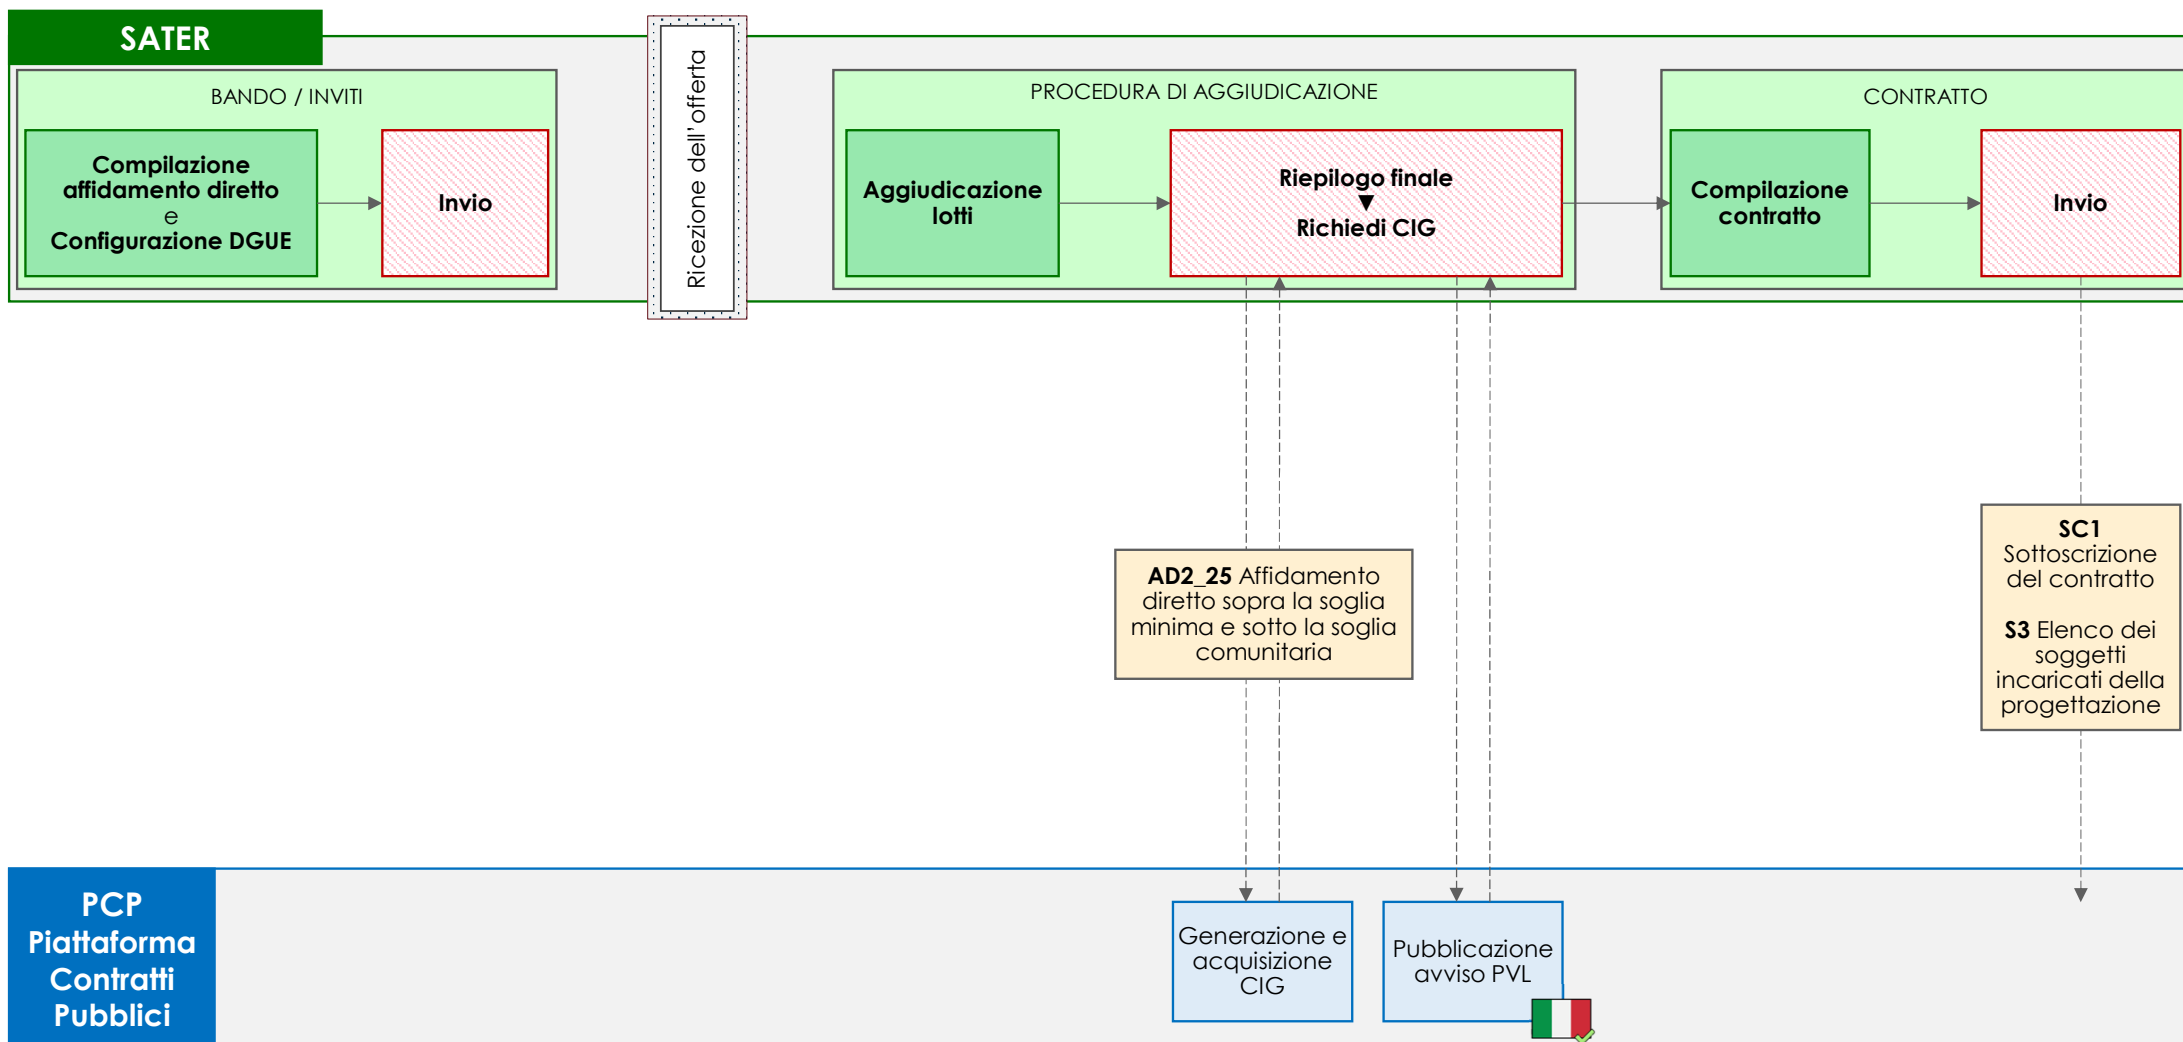 SATER
BANDO / INVITI
Compilazione
affidamento diretto
e
Configurazione DGUE
Invio
Ricezione dell'offerta
PROCEDURA DI AGGIUDICAZIONE
Aggiudicazione
lotti
Riepilogo finale
▼
Richiedi CIG
CONTRATTO
Compilazione
contratto
Invio
AD2_25 Affidamento
diretto sopra la soglia
minima e sotto la soglia
comunitaria
SC1
Sottoscrizione
del contratto
S3 Elenco dei
soggetti
incaricati della
progettazione
PCP
Piattaforma
Contratti
Pubblici
Generazione e
acquisizione
CIG
Pubblicazione
avviso PVL